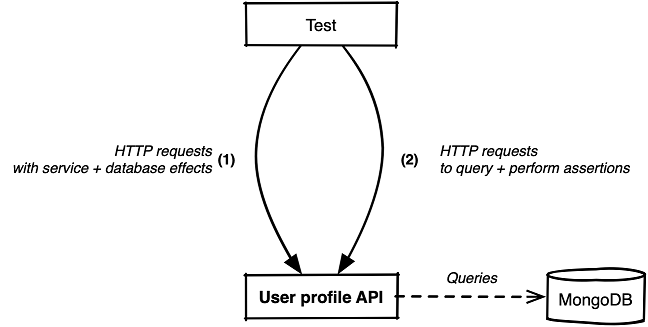 Test
HTTP requests
with service + database effects
(1)
(2)
HTTP requests
to query + perform assertions
User profile API
Queries
MongoDB